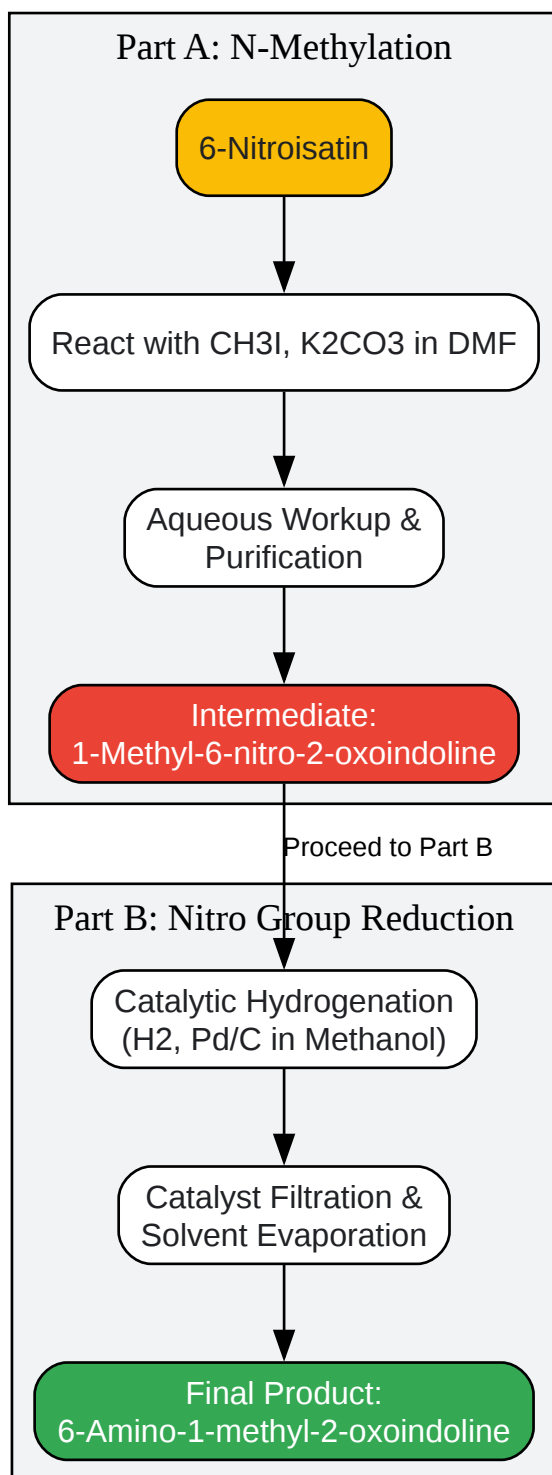 Part A: N-Methylation
6-Nitroisatin
React with CH3I, K2CO3 in DMF
Aqueous Workup &
Purification
Intermediate:
1-Methyl-6-nitro-2-oxoindoline
Proceed to Part B
Part B: Nitro Group Reduction
Catalytic Hydrogenation
(H2, Pd/C in Methanol)
Catalyst Filtration &
Solvent Evaporation
Final Product:
6-Amino-1-methyl-2-oxoindoline